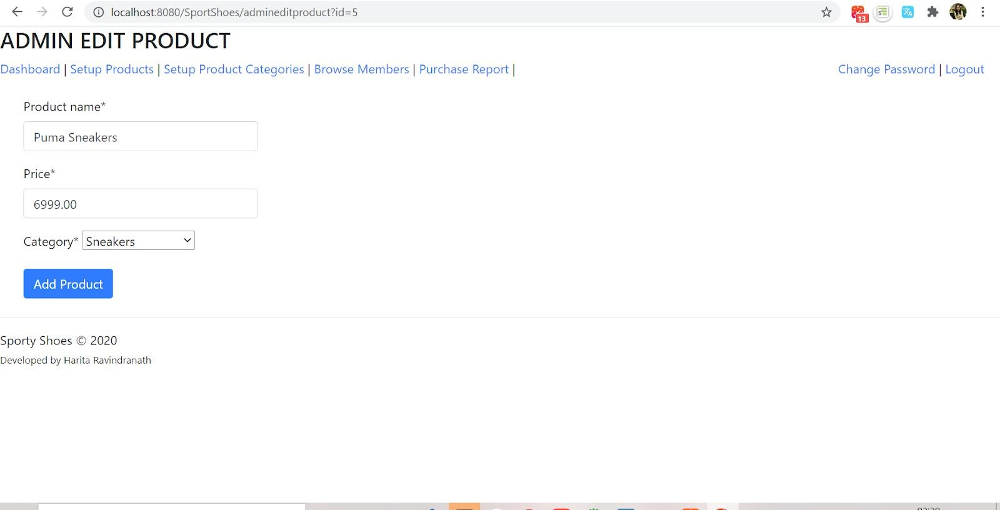 localhost:8080/SportShoes/admineditproduct?id=5
13
ADMIN EDIT PRODUCT
Dashboard | Setup Products | Setup Product Categories | Browse Members | Purchase Report | Change Password | Logout
Product name*
Puma Sneakers
Price*
6999.00
Category* Sneakers
Add Product
Sporty Shoes © 2020
Developed by Harita Ravindranath